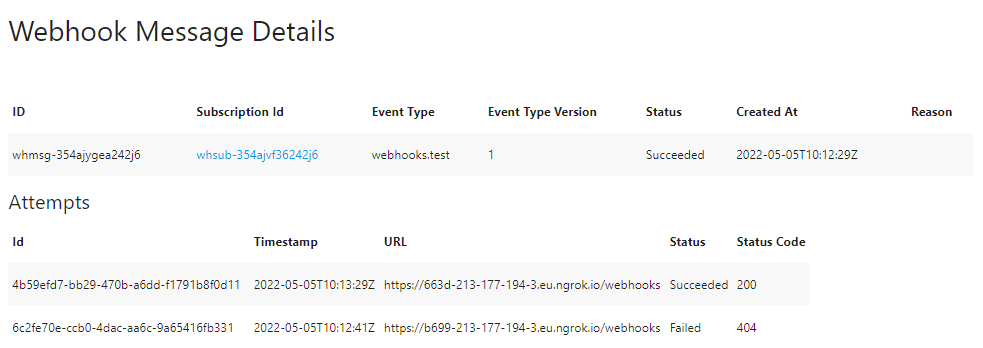 Webhook Message Details
ID Subscription Id Event Type Event Type Version Status Created At Reason
whmsg-354ajygea242j6 whsub-354ajvf36242j6 webhooks.test 1 Succeeded 2022-05-05T10:12:29Z
Attempts
Id Timestamp URL Status Status Code
4b59efd7-bb29-470b-a6dd-f1791b8f0d11 2022-05-05T10:13:29Z https://663d-213-177-194-3.eu.ngrok.io/webhooks Succeeded 200
6c2fe70e-ccb0-4dac-aa6c-9a65416fb331 2022-05-05T10:12:41Z https://b699-213-177-194-3.eu.ngrok.io/webhooks Failed 404